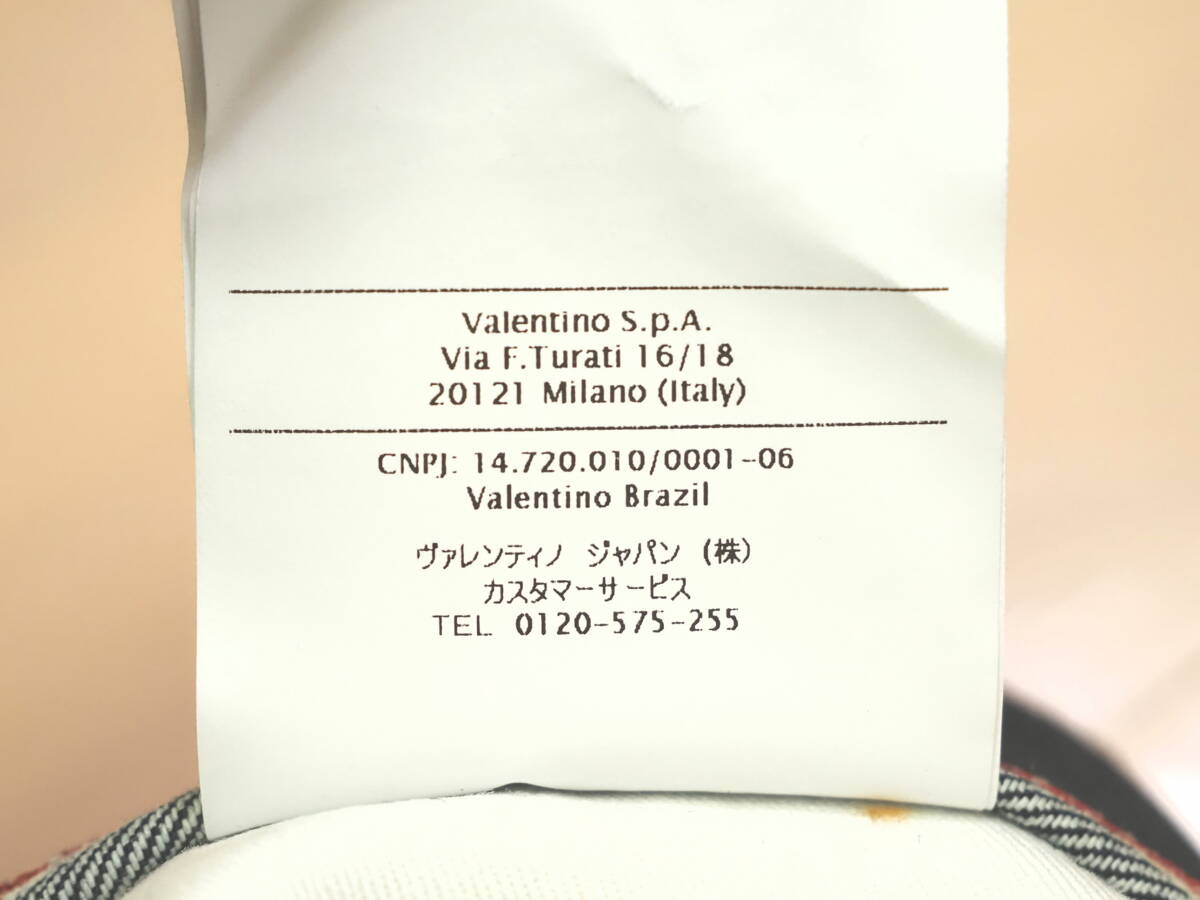 Valentino S.p.A.
Via F.Turati 16/18
20121 Milano (Italy)
CNPJ: 14.720.010/0001-06
Valentino Brazil
ヴァレンティノ ジャパン (株)
カスタマーサービス
TEL 0120-575-255